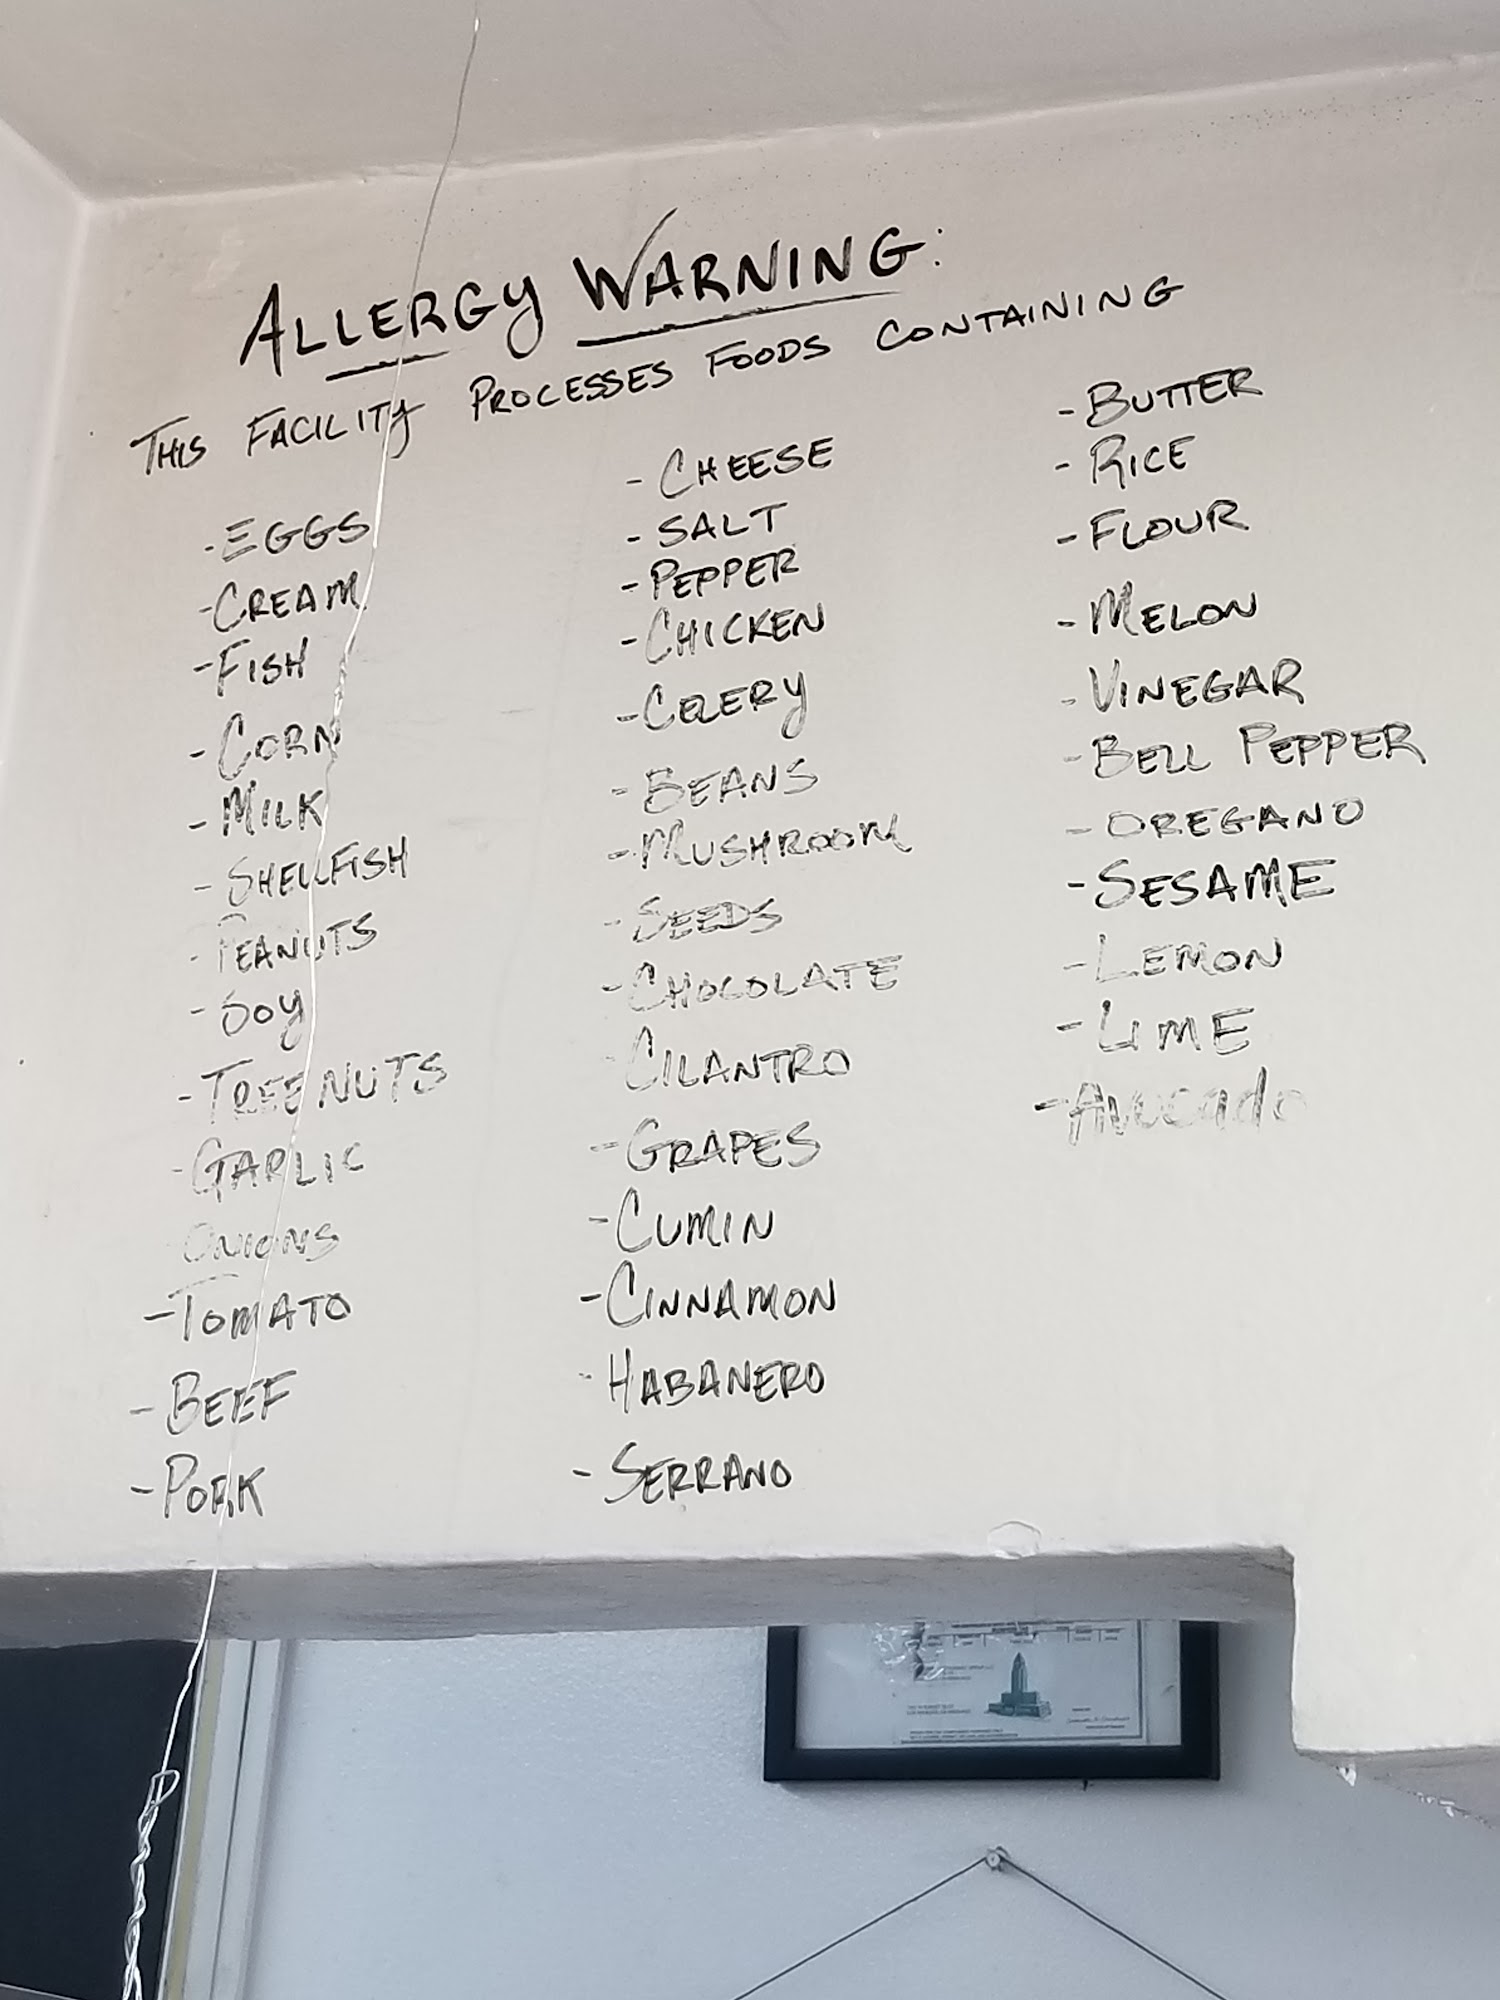 ALLERGY WARNING:
THIS FACILITY PROCESSES FOODS CONTAINING
-EGGS
-CREAM
-FISH
-CORN
-MILK
-SHELLFISH
-PEANUTS
-SOY
-TREE NUTS
-GARLIC
ONIONS
-TOMATO
-BEEF
-PORK
-CHEESE
-SALT
-PEPPER
-CHICKEN
-CELERY
-BEANS
-MUSHROOM
-SEEDS
-CHOCOLATE
-CILANTRO
-GRAPES
-CUMIN
-CINNAMON
-HABANERO
-SERRANO
-BUTTER
-RICE
-FLOUR
-MELON
-VINEGAR
-BELL PEPPER
-OREGANO
-SESAME
-LEMON
-LIME
-Avocado